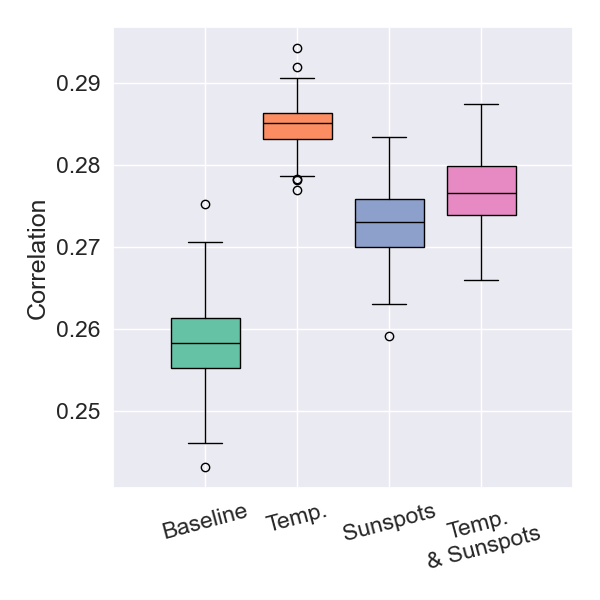 0.29
0.28
0.27
0.26
0.25
Correlation
Baseline
Temp.
Sunspots
Temp.
& Sunspots